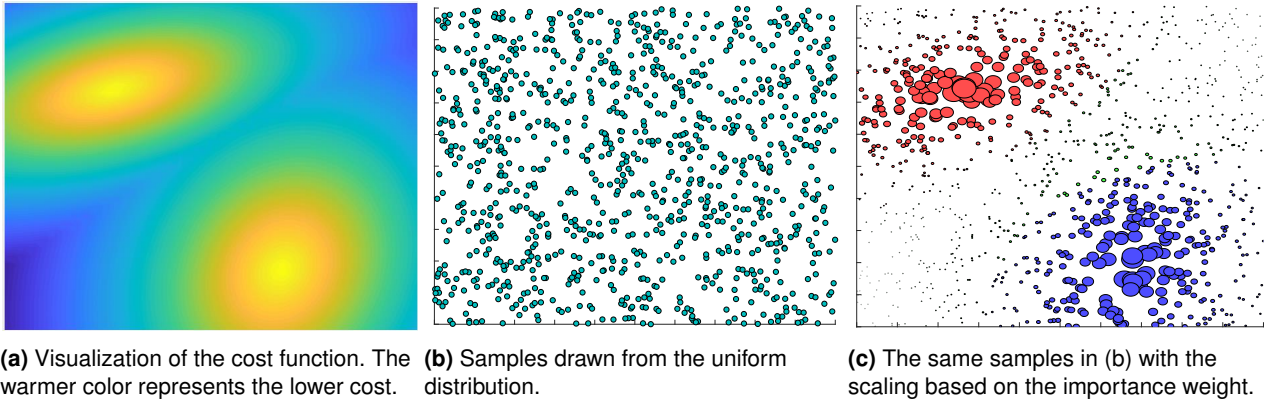 (a) Visualization of the cost function. The
warmer color represents the lower cost.
(b) Samples drawn from the uniform
distribution.
(c) The same samples in (b) with the
scaling based on the importance weight.